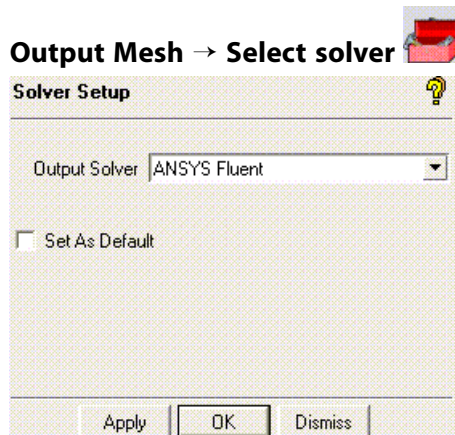 Output Mesh → Select solver
Solver Setup
Output Solver ANSYS Fluent
Set As Default
Apply OK Dismiss